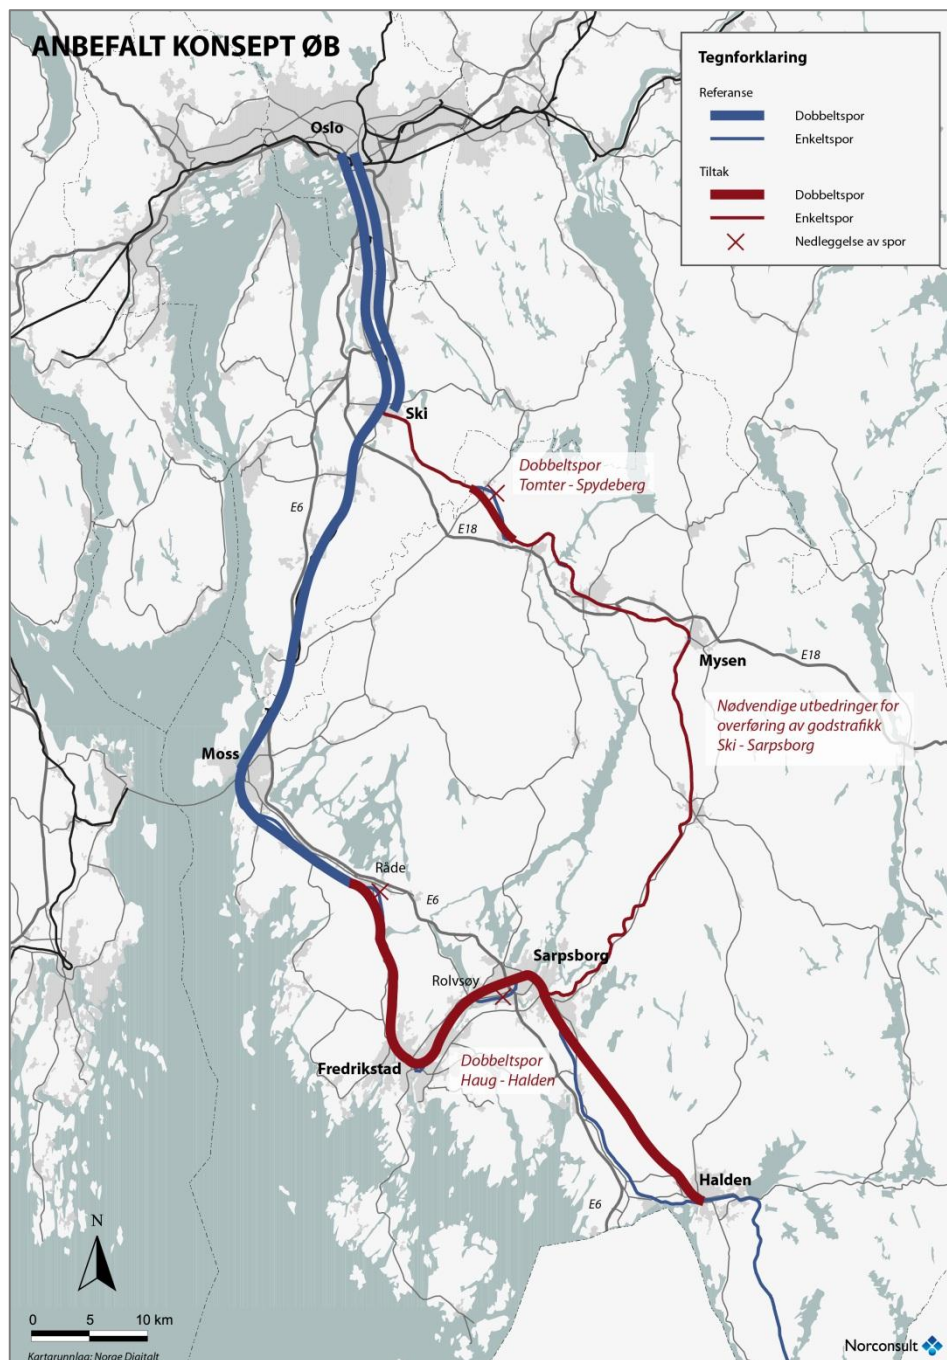 ANBEFALT KONSEPT ØB
Tegnforklaring
Referanse
Dobbeltspor
Enkeltspor
Tiltak
Dobbeltspor
Enkeltspor
Nedleggelse av spor
Oslo
Ski
Dobbeltspor
Tomter - Spydeberg
E6
E18
Mysen
E18
Nødvendige utbedringer for
overføring av godstrafikk
Ski - Sarpsborg
Moss
Råde
E6
Sarpsborg
Rolvsøy
Fredrikstad
Dobbeltspor
Haug - Halden
Halden
E6
N
0 5 10 km
Kartgrunnlag: Norge Digitalt
Norconsult